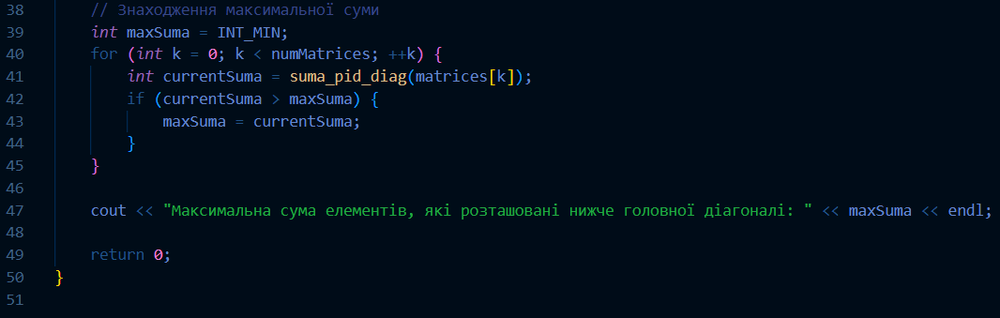 38 // Знаходження максимальної суми
39 int maxSuma = INT_MIN;
40 for (int k = 0; k < numMatrices; ++k) {
41 int currentSuma = suma_pid_diag(matrices[k]);
42 if (currentSuma > maxSuma) {
43 maxSuma = currentSuma;
44 }
45 }
46
47 cout << "Максимальна сума елементів, які розташовані нижче головної діагоналі: " << maxSuma << endl;
48
49 return 0;
50 }
51